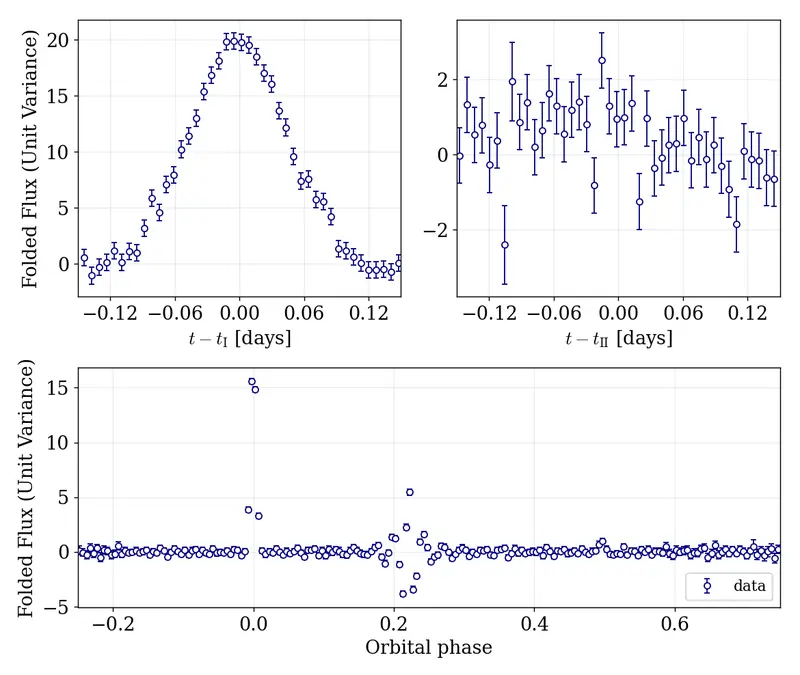 Folded Flux (Unit Variance)
20
15
10
5
0
−0.12 −0.06 0.00 0.06 0.12
t − tI [days]
2
0
−2
−0.12 −0.06 0.00 0.06 0.12
t − tII [days]
Folded Flux (Unit Variance)
15
10
5
0
−5
data
−0.2 0.0 0.2 0.4 0.6
Orbital phase